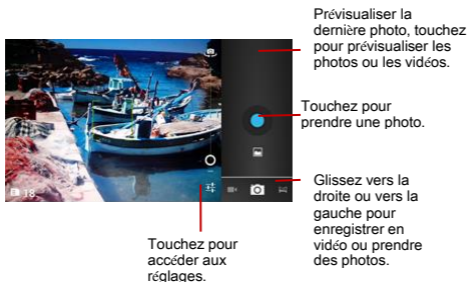 Prévisualiser la
dernière photo, touchez
pour prévisualiser les
photos ou les vidéos.
Touchez pour
prendre une photo.
Glissez vers la
droite ou vers la
gauche pour
enregistrer en
vidéo ou prendre
des photos.
Touchez pour
accéder aux
réglages.
18